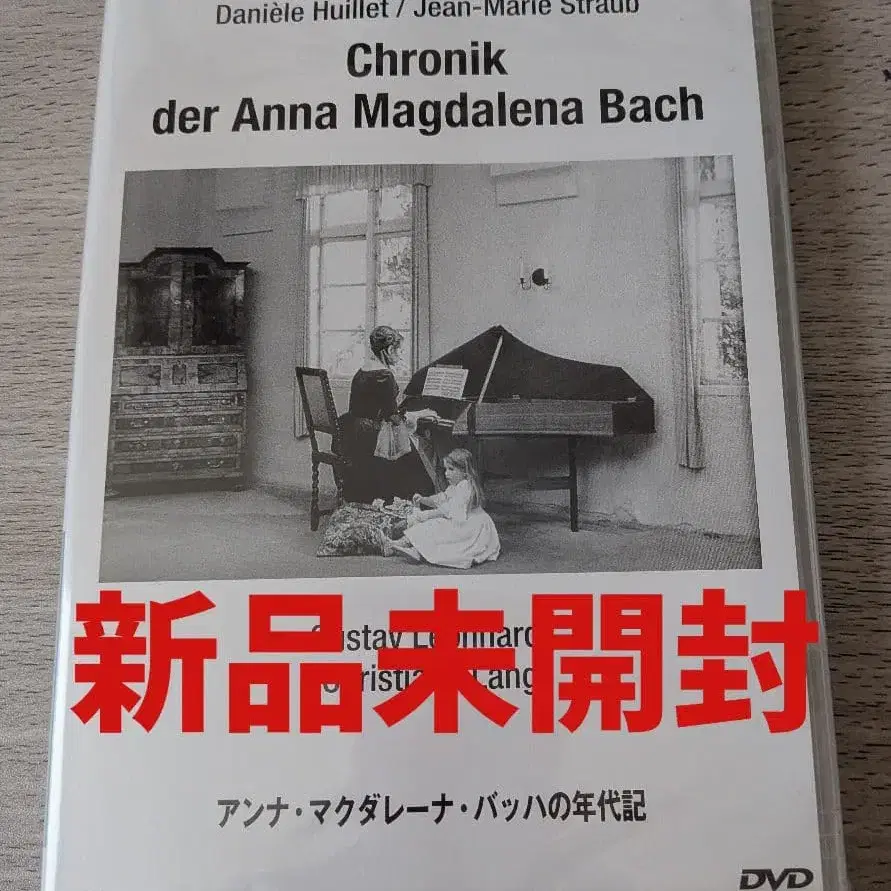 Danièle Huillet / Jean-Marie Straub
Chronik
der Anna Magdalena Bach
新品未開封
アンナ・マクダレーナ・バッハの年代記
DVD